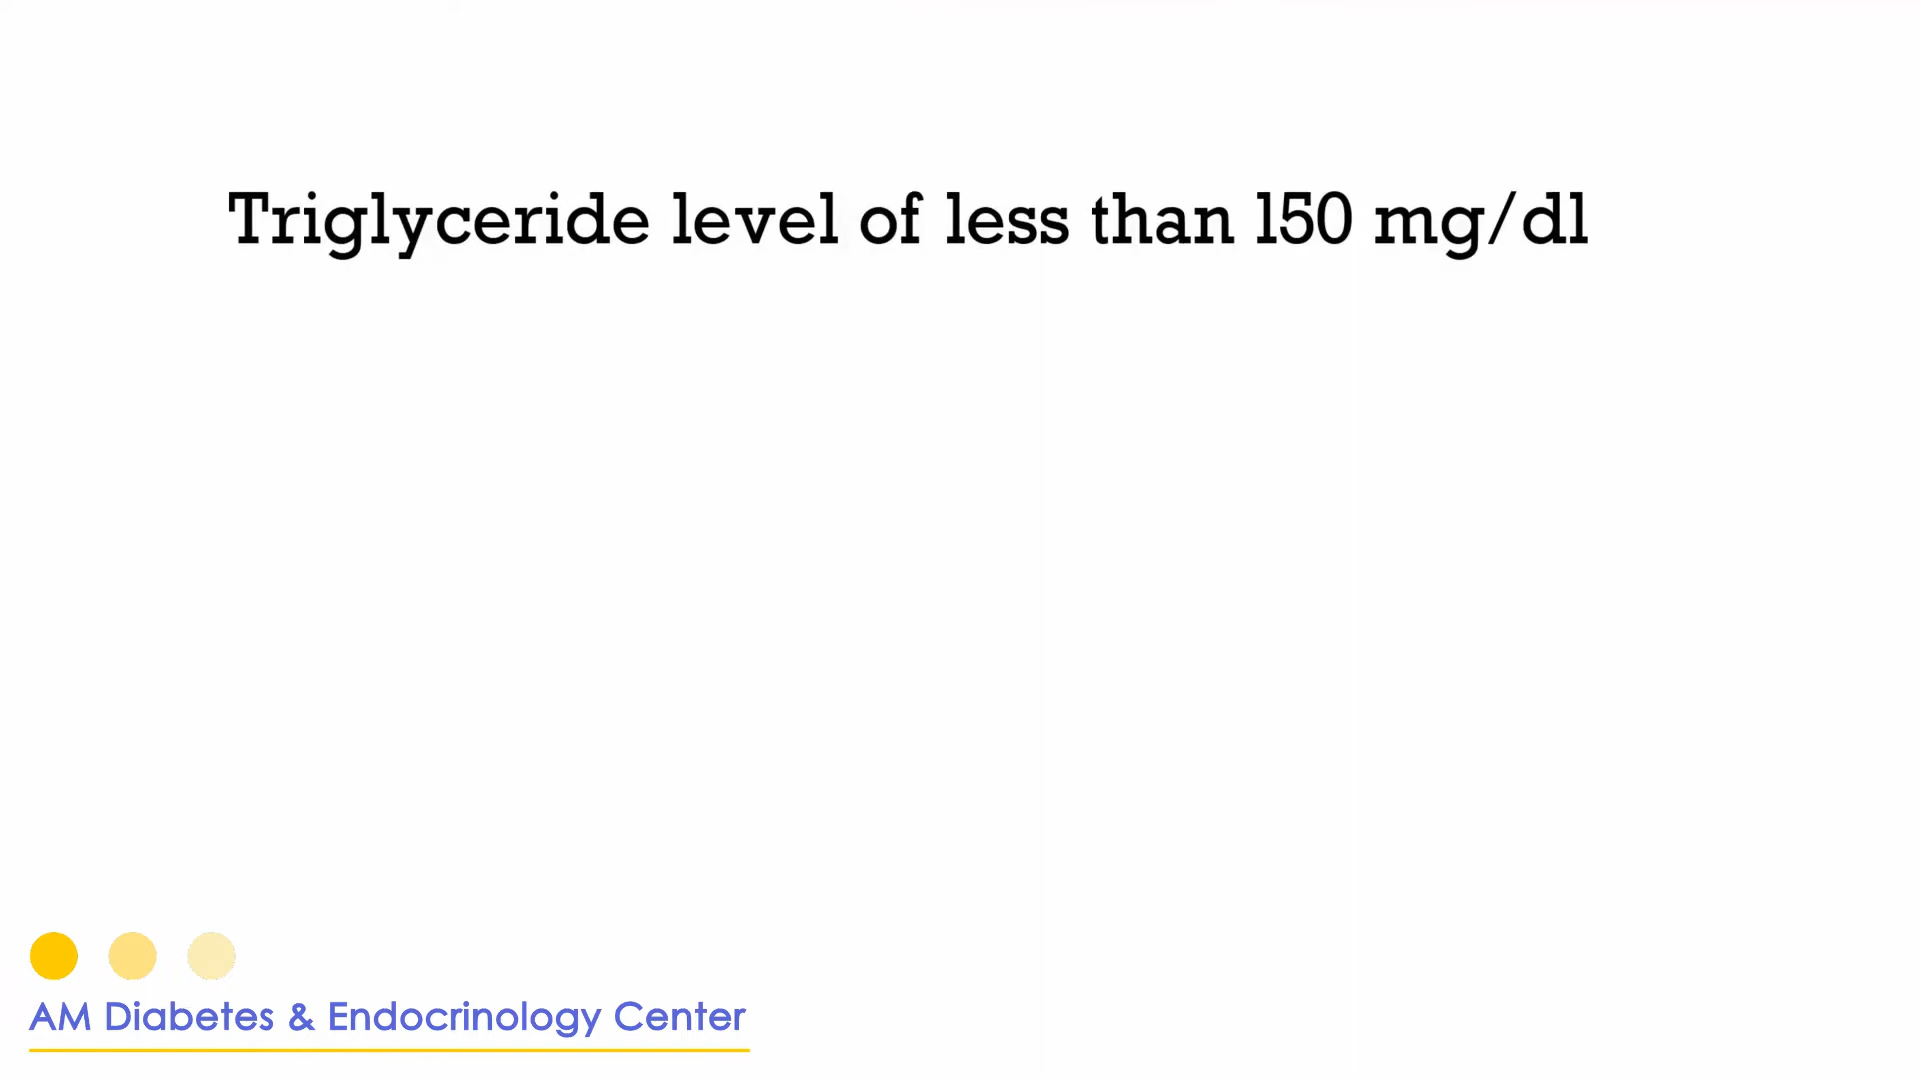 Triglyceride level of less than 150 mg/dl
AM Diabetes & Endocrinology Center